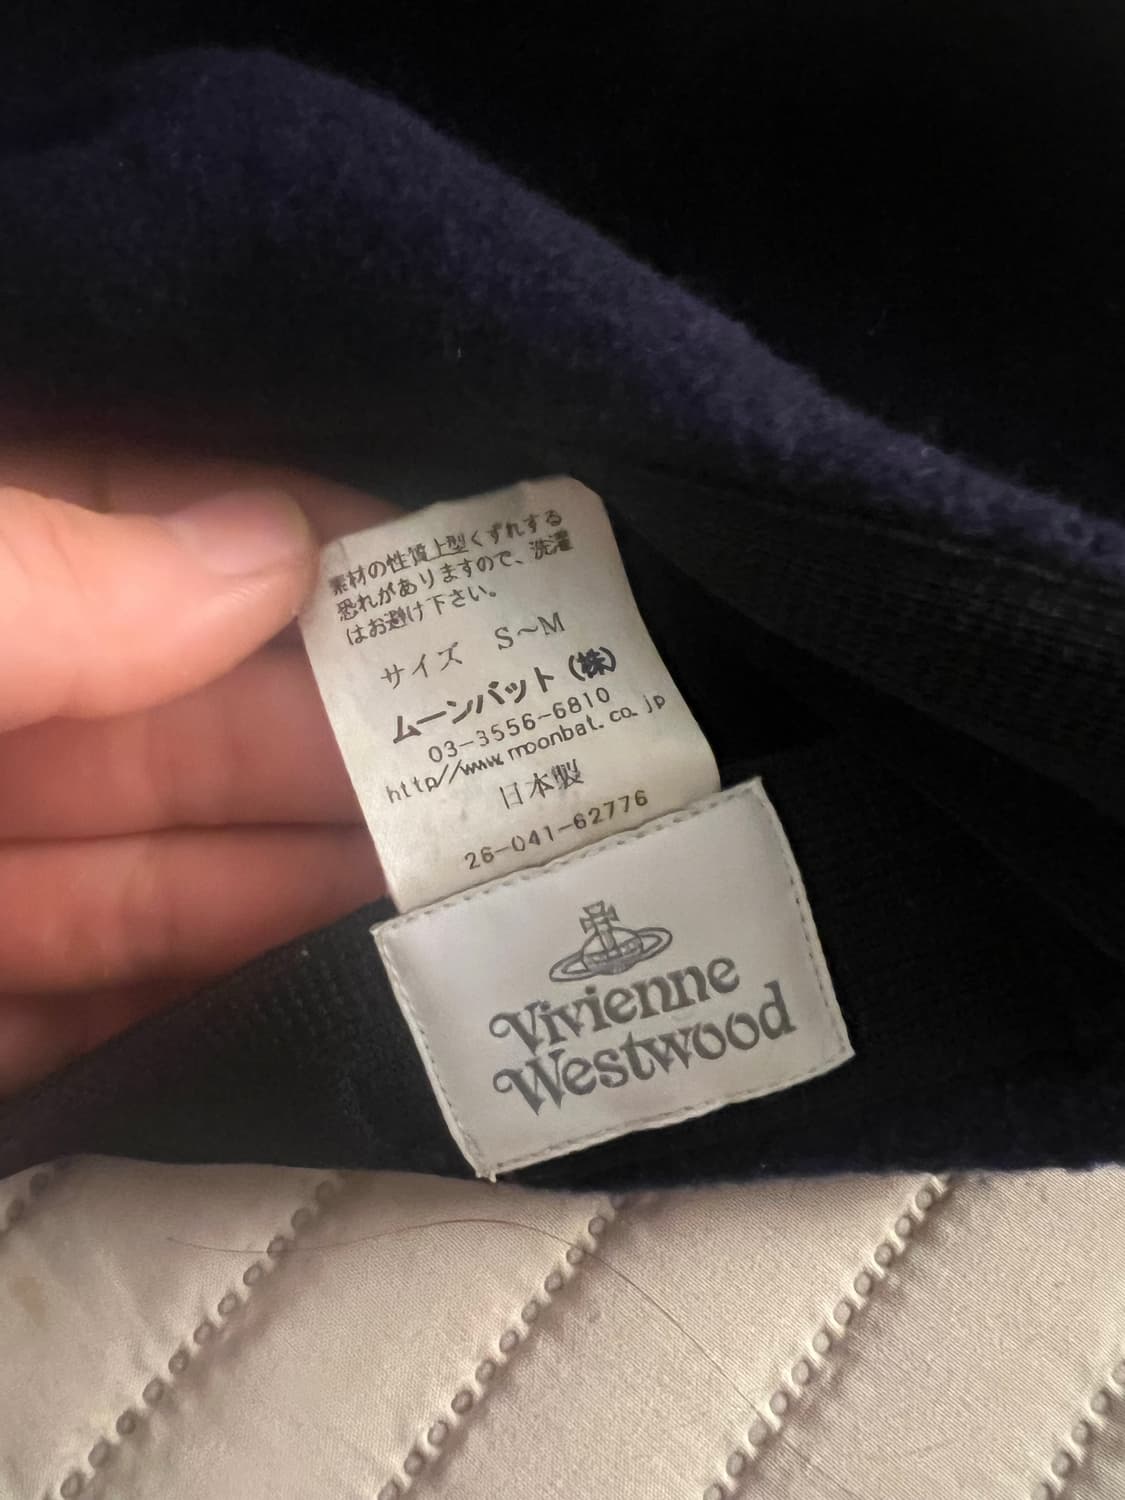 素材の性質上型くずれする
恐れがありますので、洗濯
はお避け下さい。
サイズ S～M
ムーンバット（株）
03-3556-6810
http//www.moonbat.co.jp
日本製
26-041-62776
Vivienne
Westwood